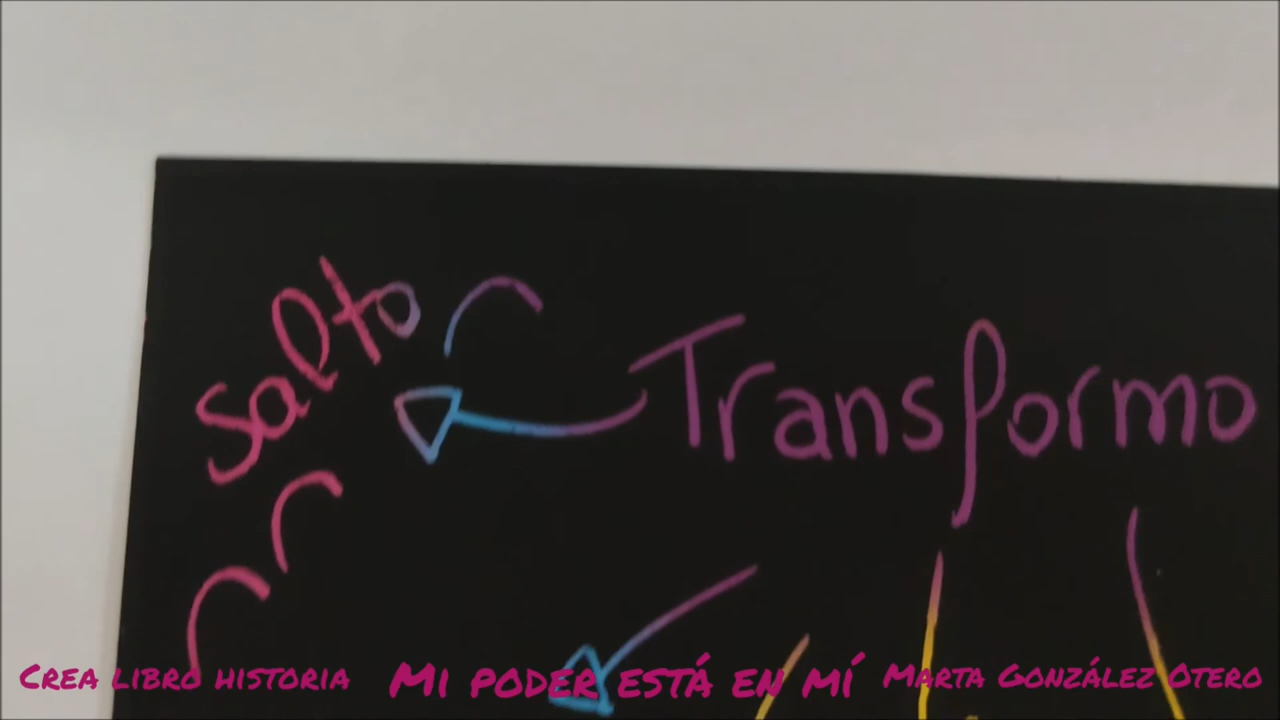 Salto
Transformo
Crea libro historia
Mi poder está en mí
Marta González Otero